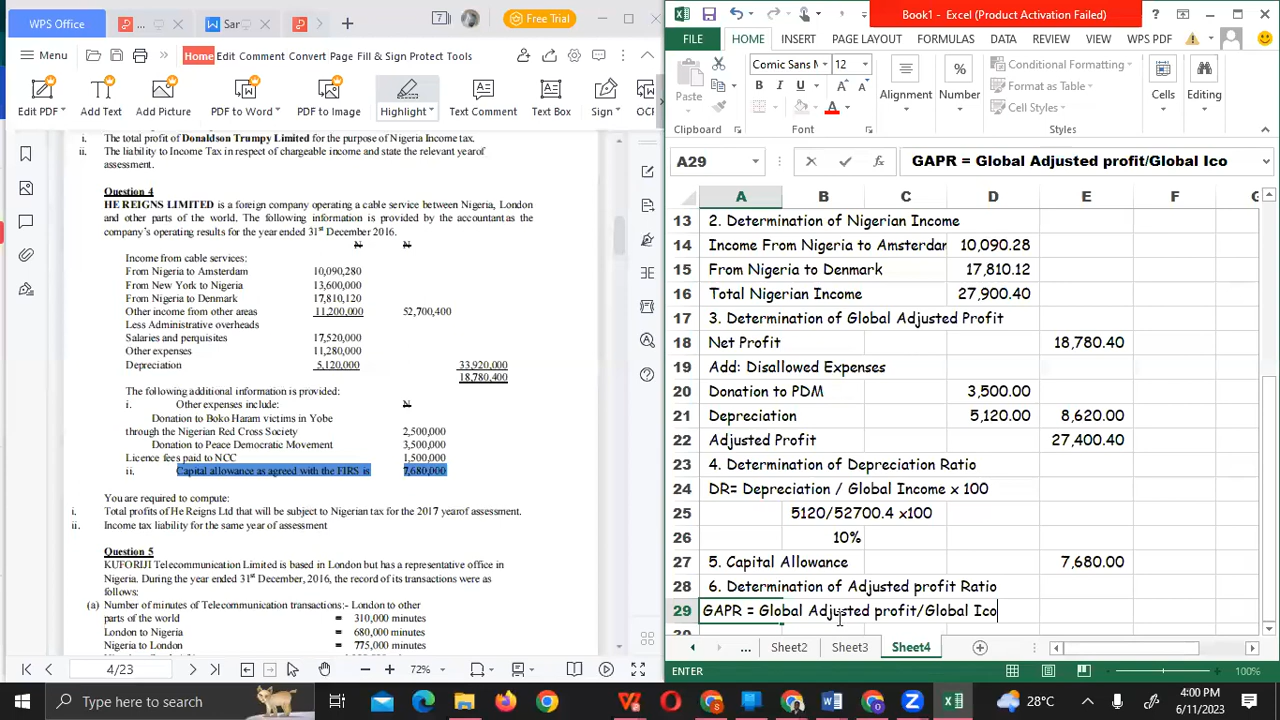 WPS Office
Sar
7
Free Trial
Book1 - Excel (Product Activation Failed)
?
Menu
Home Edit Comment Convert Page Fill & Sign Protect Tools
FILE HOME INSERT PAGE LAYOUT FORMULAS DATA REVIEW VIEW WPS PDF
Edit PDF Add Text Add Picture PDF to Word PDF to Image Highlight Text Comment Text Box Sign OCR
Paste
Comic Sans M 12
B I U A A
Alignment
%
Number
Conditional Formatting
Format as Table
Cell Styles
Cells
Editing
Clipboard Font Styles
A29
GAPR = Global Adjusted profit/Global Ico
A B C D E F G
i. The total profit of Donaldson Trumpy Limited for the purpose of Nigeria Income tax.
ii. The liability to Income Tax in respect of chargeable income and state the relevant yearof
assessment.
Question 4
HE REIGNS LIMITED is a foreign company operating a cable service between Nigeria, London
and other parts of the world. The following information is provided by the accountant as the
company's operating results for the year ended 31st December 2016.
N N
Income from cable services:
From Nigeria to Amsterdam 10,090,280
From New York to Nigeria 13,600,000
From Nigeria to Denmark 17,810,120
Other income from other areas 11,200,000 52,700,400
Less Administrative overheads
Salaries and perquisites 17,520,000
Other expenses 11,280,000
Depreciation 5,120,000 33,920,000
18,780,400
The following additional information is provided:
i. Other expenses include: N
Donation to Boko Haram victims in Yobe
through the Nigerian Red Cross Society 2,500,000
Donation to Peace Democratic Movement 3,500,000
Licence fees paid to NCC 1,500,000
ii. Capital allowance as agreed with the FIRS is 7,680,000
You are required to compute:
i. Total profits of He Reigns Ltd that will be subject to Nigerian tax for the 2017 yearof assessment.
ii. Income tax liability for the same year of assessment
Question 5
KUFORIJI Telecommunication Limited is based in London but has a representative office in
Nigeria. During the year ended 31st December, 2016, the record of its transactions were as
follows:
(a) Number of minutes of Telecommunication transactions:- London to other
parts of the world = 310,000 minutes
London to Nigeria = 680,000 minutes
Nigeria to London = 775,000 minutes
13 2. Determination of Nigerian Income
14 Income From Nigeria to Amsterdar 10,090.28
15 From Nigeria to Denmark 17,810.12
16 Total Nigerian Income 27,900.40
17 3. Determination of Global Adjusted Profit
18 Net Profit 18,780.40
19 Add: Disallowed Expenses
20 Donation to PDM 3,500.00
21 Depreciation 5,120.00 8,620.00
22 Adjusted Profit 27,400.40
23 4. Determination of Depreciation Ratio
24 DR= Depreciation / Global Income x 100
25 5120/52700.4 x100
26 10%
27 5. Capital Allowance 7,680.00
28 6. Determination of Adjusted profit Ratio
29 GAPR = Global Adjusted profit/Global Ico
30
... Sheet2 Sheet3 Sheet4
4/23
72%
ENTER
100%
Type here to search
28°C
4:00 PM
6/11/2023